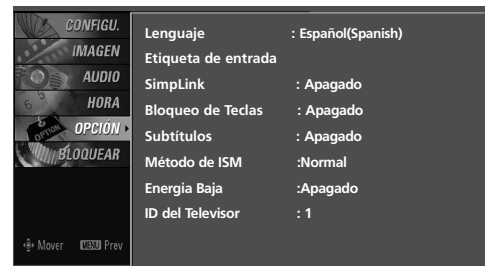 CONFIGU.
IMAGEN
AUDIO
HORA
OPCIÓN
BLOQUEAR
Mover MENU Prev
Lenguaje : Español(Spanish)
Etiqueta de entrada
SimpLink : Apagado
Bloqueo de Teclas : Apagado
Subtítulos : Apagado
Método de ISM :Normal
Energia Baja :Apagado
ID del Televisor : 1